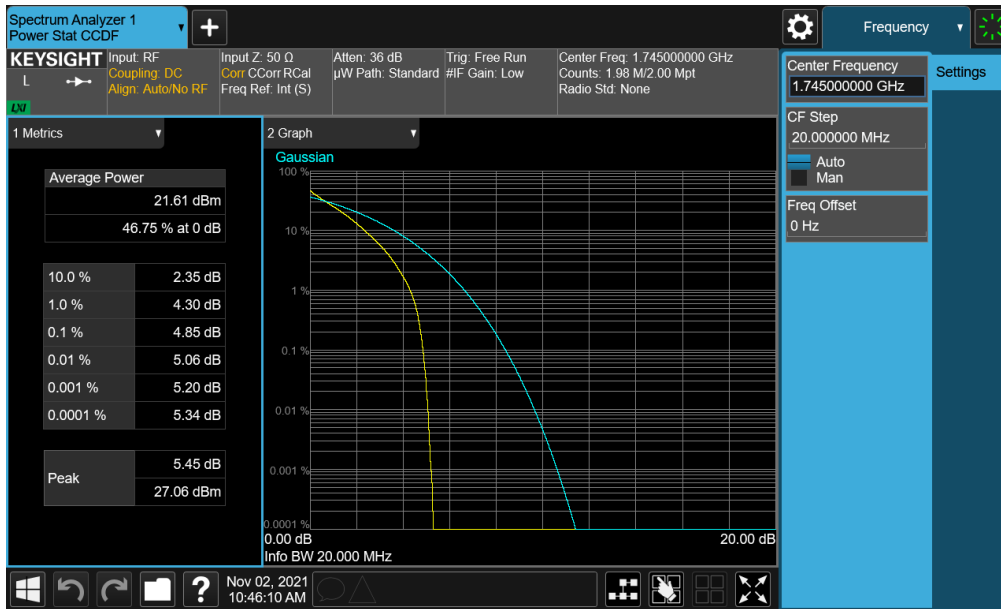 Spectrum Analyzer 1
Power Stat CCDF
Frequency
KEYSIGHT
L
LXI
Input: RF
Coupling: DC
Align: Auto/No RF
Input Z: 50 Ω
Corr CCorr RCal
Freq Ref: Int (S)
Atten: 36 dB
µW Path: Standard
Trig: Free Run
#IF Gain: Low
Center Freq: 1.745000000 GHz
Counts: 1.98 M/2.00 Mpt
Radio Std: None
Center Frequency
1.745000000 GHz
Settings
CF Step
20.000000 MHz
Auto
Man
Freq Offset
0 Hz
1 Metrics
Average Power
21.61 dBm
46.75 % at 0 dB
10.0 % 2.35 dB
1.0 % 4.30 dB
0.1 % 4.85 dB
0.01 % 5.06 dB
0.001 % 5.20 dB
0.0001 % 5.34 dB
Peak
5.45 dB
27.06 dBm
2 Graph
Gaussian
100 %
10 %
1 %
0.1 %
0.01 %
0.001 %
0.0001 %
0.00 dB
20.00 dB
Info BW 20.000 MHz
?
Nov 02, 2021
10:46:10 AM